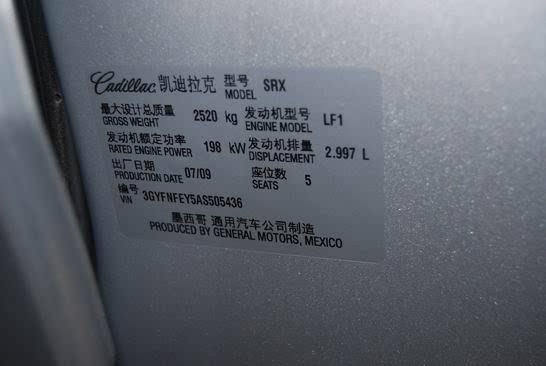 Cadillac 凯迪拉克 型号 MODEL SRX
最大设计总质量 GROSS WEIGHT 2520 kg 发动机型号 ENGINE MODEL LF1
发动机额定功率 RATED ENGINE POWER 198 kW 发动机排量 DISPLACEMENT 2.997 L
出厂日期 PRODUCTION DATE 07/09 座位数 SEATS 5
编号 VIN 3GYFNFEY5AS505436
墨西哥 通用汽车公司制造
PRODUCED BY GENERAL MOTORS, MEXICO